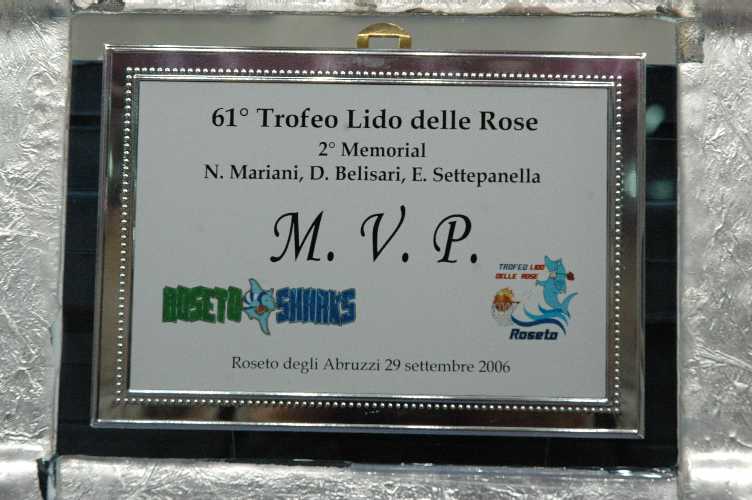 61° Trofeo Lido delle Rose
2° Memorial
N. Mariani, D. Belisari, E. Settepanella
M. V. P.
ROSETO SHARKS
TROFEO LIDO
DELLE ROSE
Roseto
Roseto degli Abruzzi 29 settembre 2006